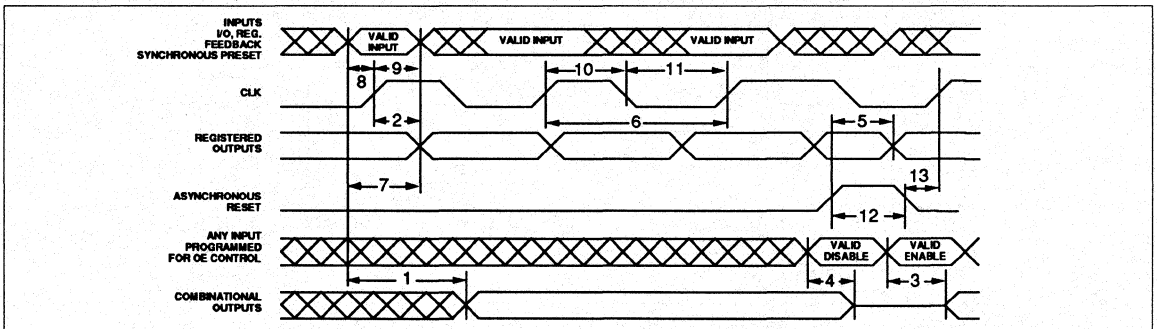 INPUTS
I/O, REG.
FEEDBACK
SYNCHRONOUS PRESET
VALID
INPUT
VALID INPUT
VALID INPUT
8
9
10
11
CLK
2
6
5
REGISTERED
OUTPUTS
7
13
ASYNCHRONOUS
RESET
12
ANY INPUT
PROGRAMMED
FOR OE CONTROL
VALID
DISABLE
VALID
ENABLE
1
4
3
COMBINATIONAL
OUTPUTS